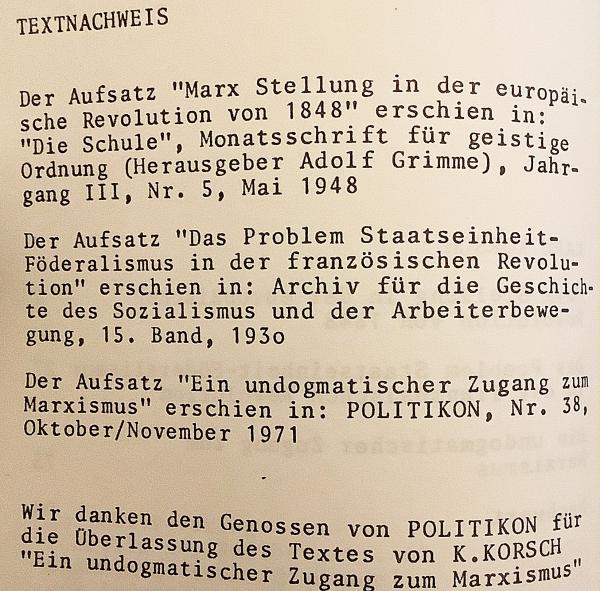 TEXTNACHWEIS
Der Aufsatz "Marx Stellung in der europäi-
sche Revolution von 1848" erschien in:
"Die Schule", Monatsschrift für geistige
Ordnung (Herausgeber Adolf Grimme), Jahr-
gang III, Nr. 5, Mai 1948
Der Aufsatz "Das Problem Staatseinheit-
Föderalismus in der französischen Revolu-
tion" erschien in: Archiv für die Geschich-
te des Sozialismus und der Arbeiterbewe-
gung, 15. Band, 193o
Der Aufsatz "Ein undogmatischer Zugang zum
Marxismus" erschien in: POLITIKON, Nr. 38,
Oktober/November 1971
Wir danken den Genossen von POLITIKON für
die Überlassung des Textes von K.KORSCH
"Ein undogmatischer Zugang zum Marxismus"